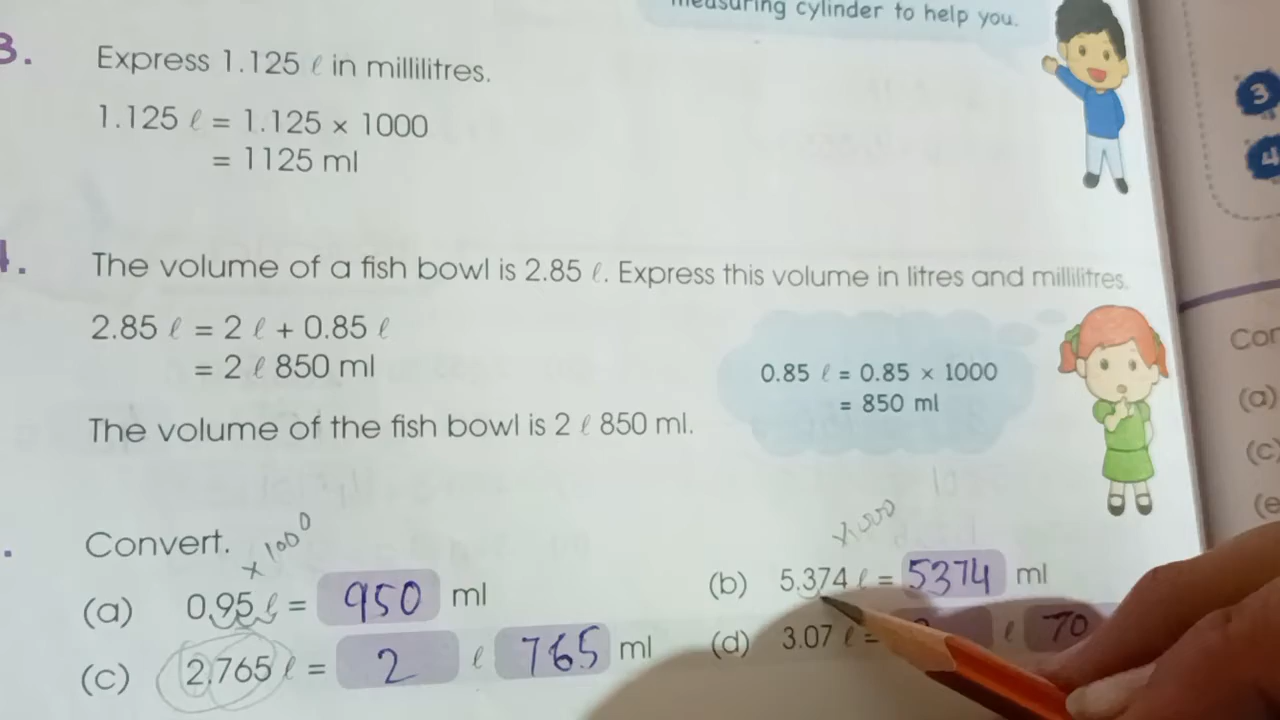 measuring cylinder to help you.
3. Express 1.125 ℓ in millilitres.
1.125 ℓ = 1.125 × 1000
= 1125 ml
3
4
4. The volume of a fish bowl is 2.85 ℓ. Express this volume in litres and millilitres.
2.85 ℓ = 2 ℓ + 0.85 ℓ
= 2 ℓ 850 ml
0.85 ℓ = 0.85 × 1000
= 850 ml
The volume of the fish bowl is 2 ℓ 850 ml.
Convert.
× 1000
×1000
(a) 0.95 ℓ = 950 ml
(b) 5.374 ℓ = 5374 ml
(c) 2.765 ℓ = 2 ℓ 765 ml
(d) 3.07 ℓ = ℓ 70
(a)
(c)
(e